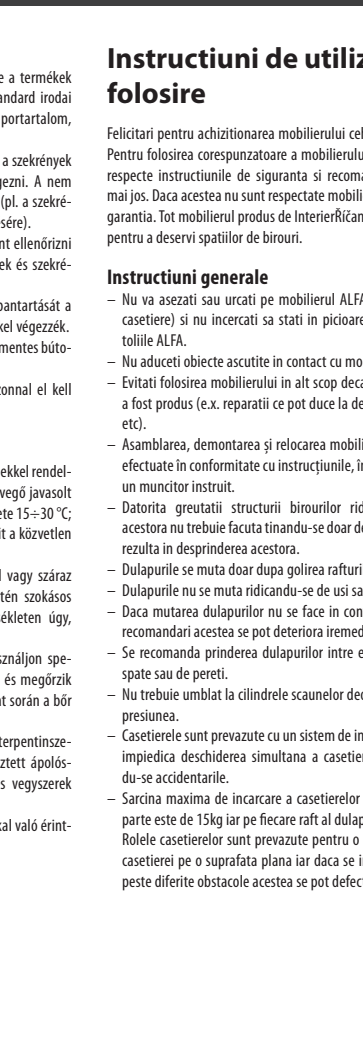 e a termékek
andard irodai
portartalom,
a szekrények
gezni. A nem
(pl. a szekré-
ésére).
nt ellenőrizni
ek és szekré-
bantartását a
kel végezzék.
mentes búto-
onnal el kell
ekkel rendel-
vegő javasolt
ete 15÷30 °C;
it a közvetlen
l vagy száraz
tén szokásos
ékleten úgy,
sználjon spe-
és megőrzik
at során a bőr
terpentinsze-
ztett ápolós-
s vegyszerek
kal való érint-
Instructiuni de utiliz
folosire
Felicitari pentru achizitionarea mobilierului cel
Pentru folosirea corespunzatoare a mobilierulu
respecte instructiunile de siguranta si recoma
mai jos. Daca acestea nu sunt respectate mobili
garantia. Tot mobilierul produs de InterierŘíčan
pentru a deservi spatiilor de birouri.
Instructiuni generale
– Nu va asezati sau urcati pe mobilierul ALFA
casetiere) si nu incercati sa stati in picioare
toliile ALFA.
– Nu aduceti obiecte ascutite in contact cu mo
– Evitati folosirea mobilierului in alt scop deca
a fost produs (e.x. reparatii ce pot duce la de
etc).
– Asamblarea, demontarea și relocarea mobili
efectuate în conformitate cu instrucțiunile, în
un muncitor instruit.
– Datorita greutatii structurii birourilor rid
acestora nu trebuie facuta tinandu-se doar de
rezulta in desprinderea acestora.
– Dulapurile se muta doar dupa golirea rafturi
– Dulapurile nu se muta ridicandu-se de usi sa
– Daca mutarea dulapurilor nu se face in con
recomandari acestea se pot deteriora iremed
– Se recomanda prinderea dulapurilor intre e
spate sau de pereti.
– Nu trebuie umblat la cilindrele scaunelor dec
presiunea.
– Casetierele sunt prevazute cu un sistem de in
impiedica deschiderea simultana a casetier
du-se accidentarile.
– Sarcina maxima de incarcare a casetierelor
parte este de 15kg iar pe fiecare raft al dulap
Rolele casetierelor sunt prevazute pentru o
casetierei pe o suprafata plana iar daca se in
peste diferite obstacole acestea se pot defect